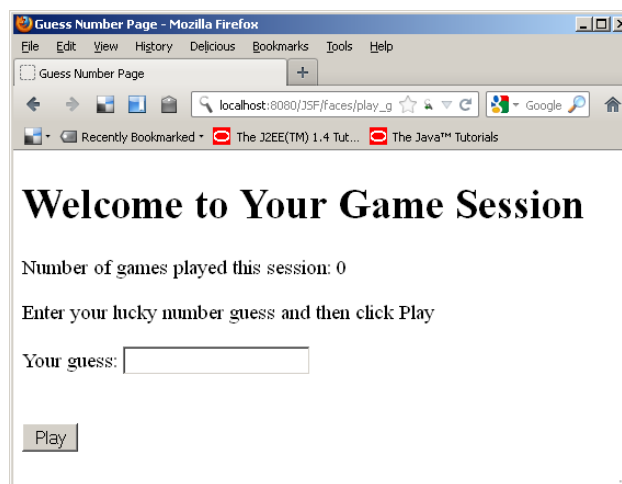 Guess Number Page - Mozilla Firefox
File Edit View History Delicious Bookmarks Tools Help
Guess Number Page
localhost:8080/JSF/faces/play_g Google
Recently Bookmarked The J2EE(TM) 1.4 Tut... The Java™ Tutorials
Welcome to Your Game Session
Number of games played this session: 0
Enter your lucky number guess and then click Play
Your guess:
Play